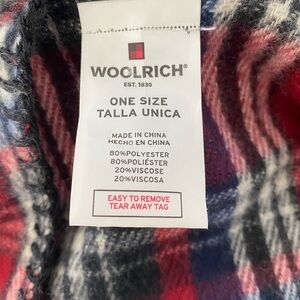 WOOLRICH®
EST. 1830
ONE SIZE
TALLA UNICA
MADE IN CHINA
HECHO EN CHINA
80%POLYESTER
80%POLIÉSTER
20%VISCOSE
20%VISCOSA
EASY TO REMOVE
TEAR AWAY TAG